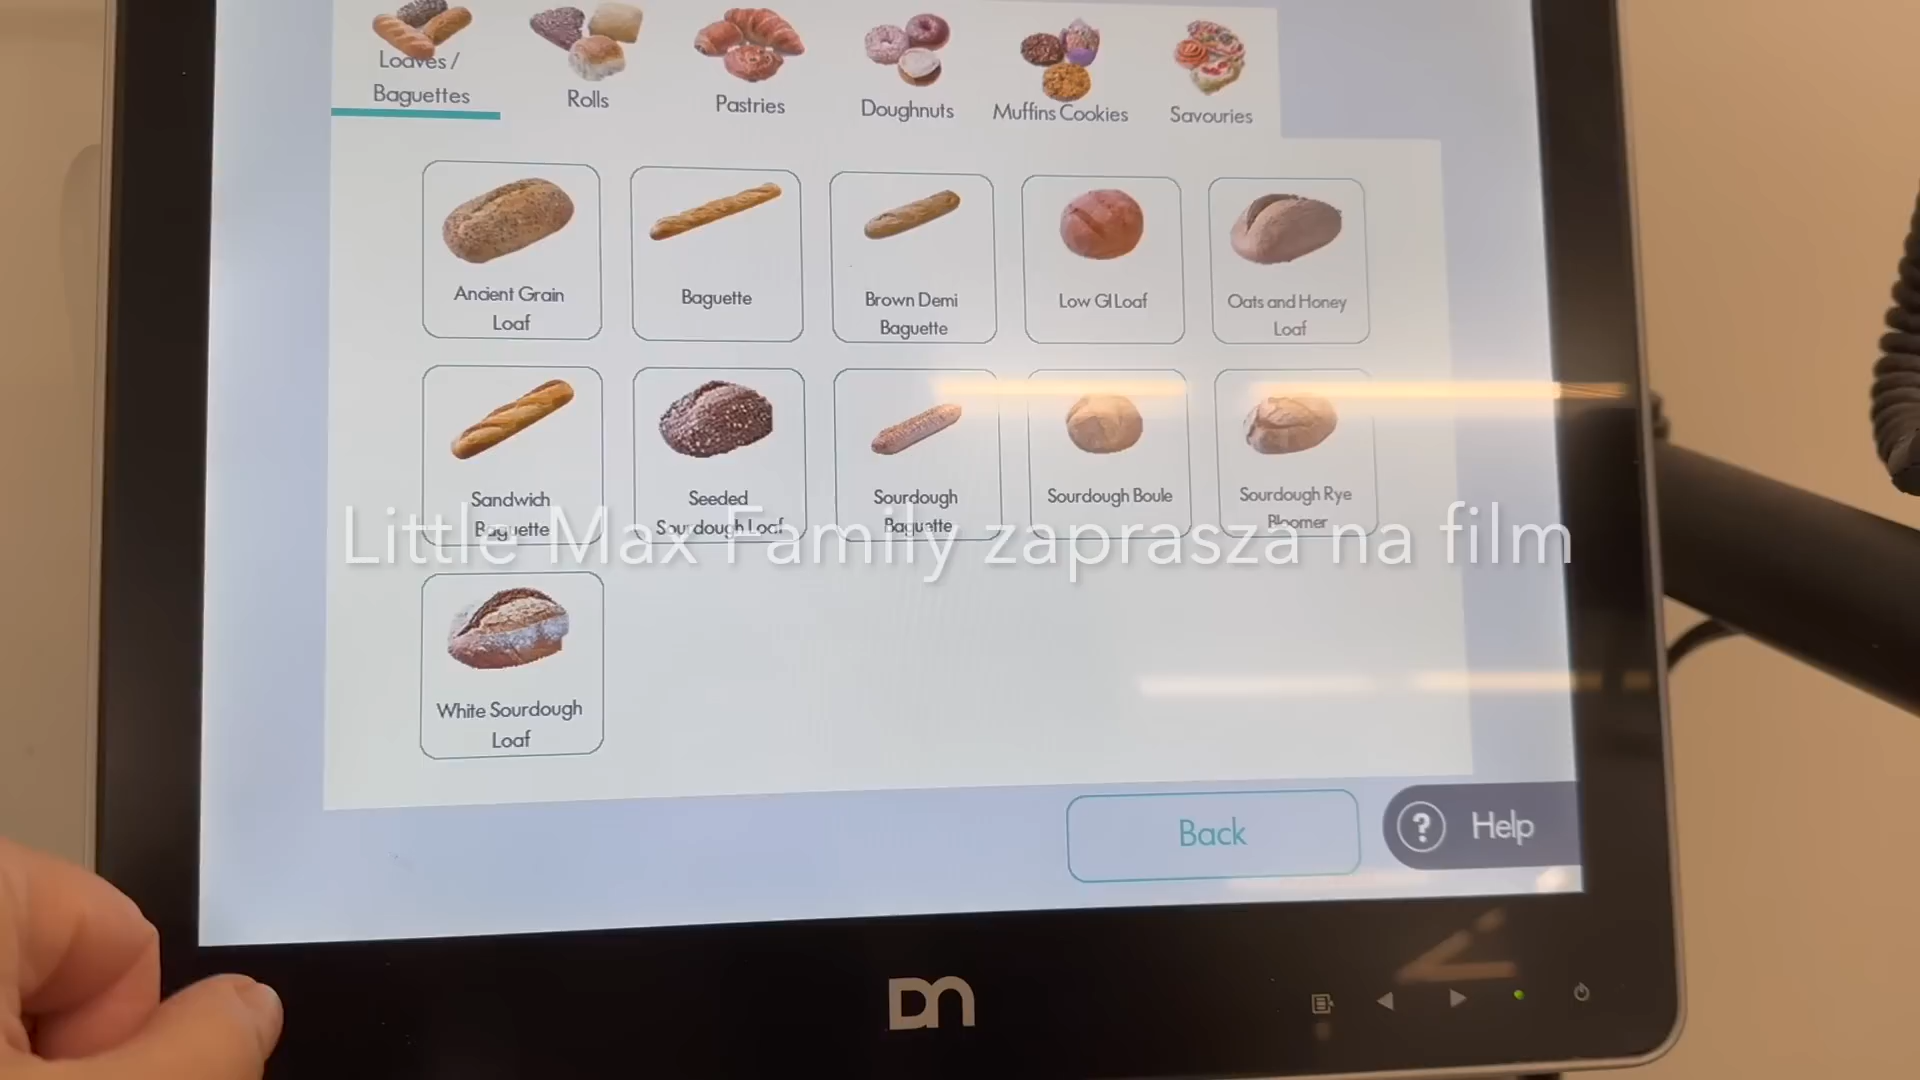 Loaves /
Baguettes
Rolls
Pastries
Doughnuts
Muffins Cookies
Savouries
Ancient Grain
Loaf
Baguette
Brown Demi
Baguette
Low GI Loaf
Oats and Honey
Loaf
Sandwich
Baguette
Seeded
Sourdough Loaf
Sourdough
Baguette
Sourdough Boule
Sourdough Rye
Bloomer
Little Max Family zaprasza na film
White Sourdough
Loaf
Back
? Help
DN